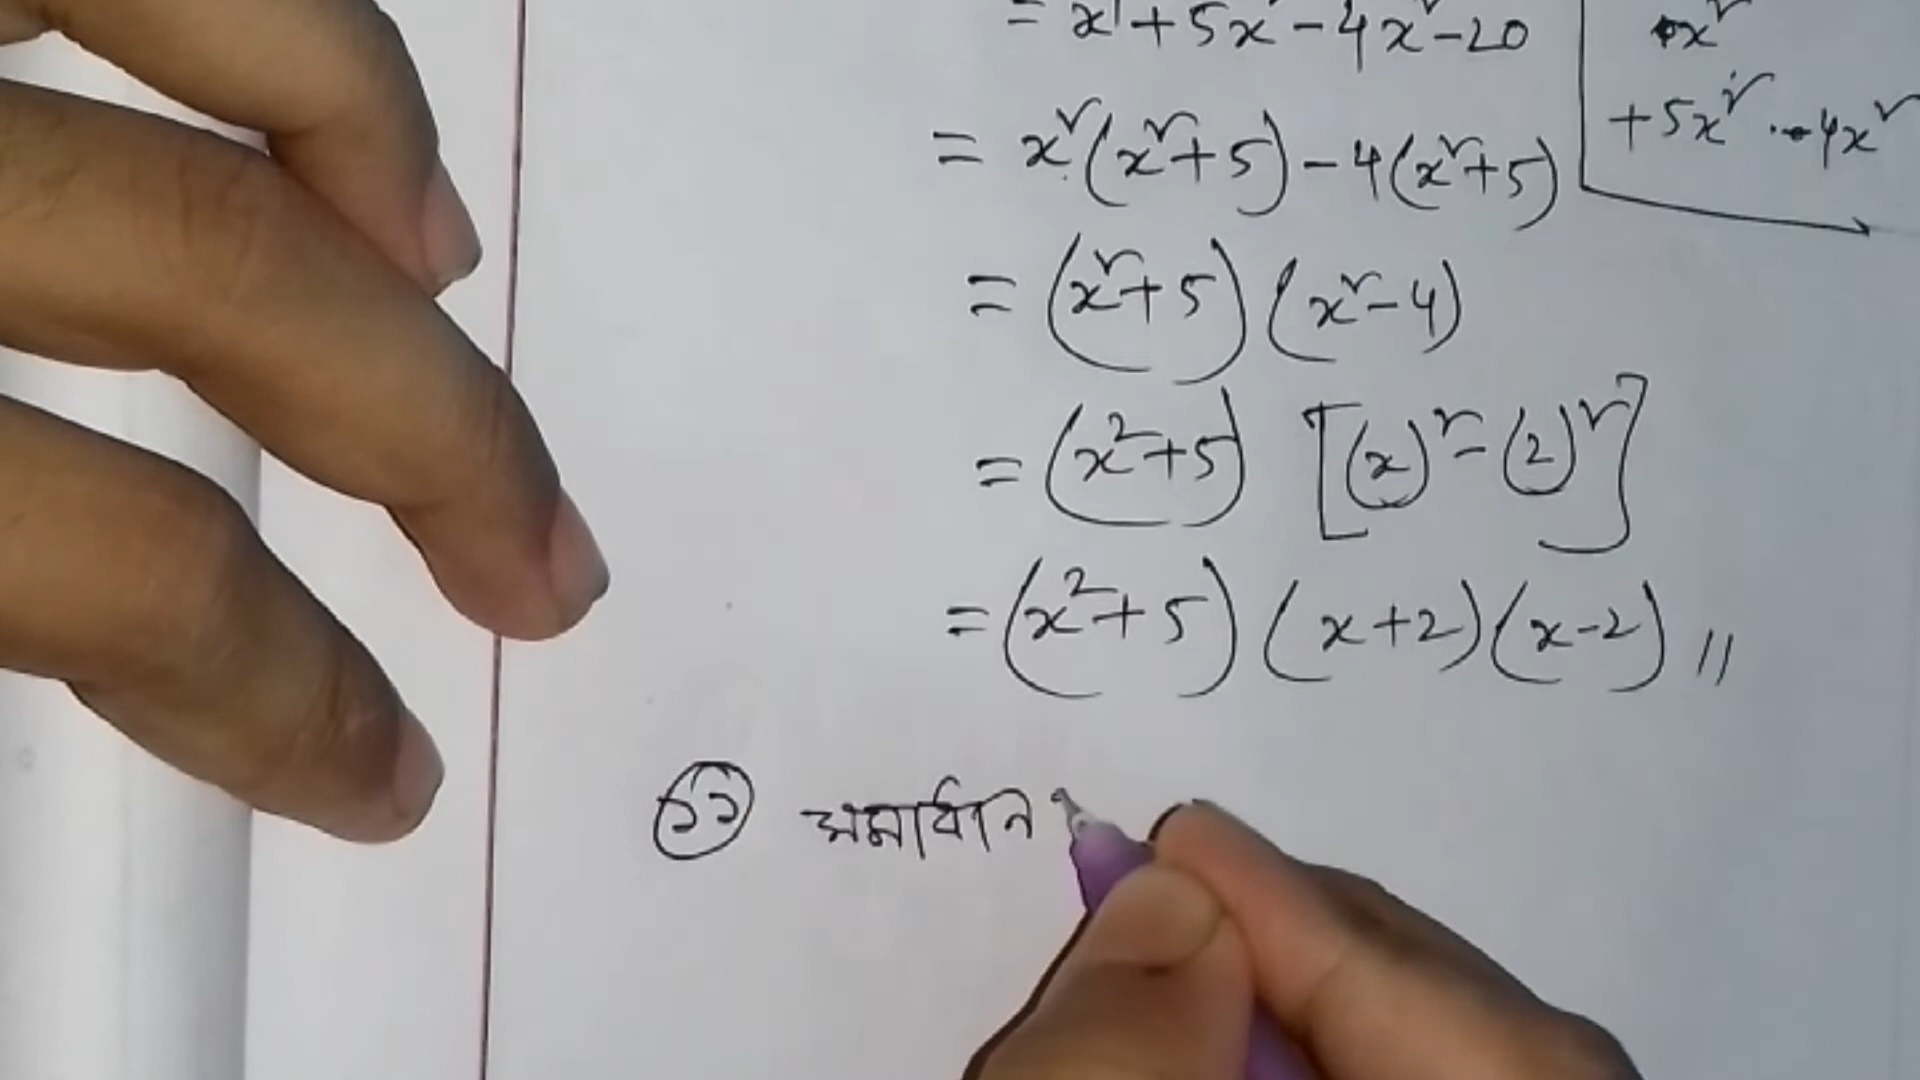 = x⁴ + 5x² - 4x² - 20
x²
+5x² - 4x²
= x²(x²+5) - 4(x²+5)
= (x²+5) (x²-4)
= (x²+5) [(x)² - (2)²]
= (x²+5) (x+2)(x-2) //
১১ সমাধান